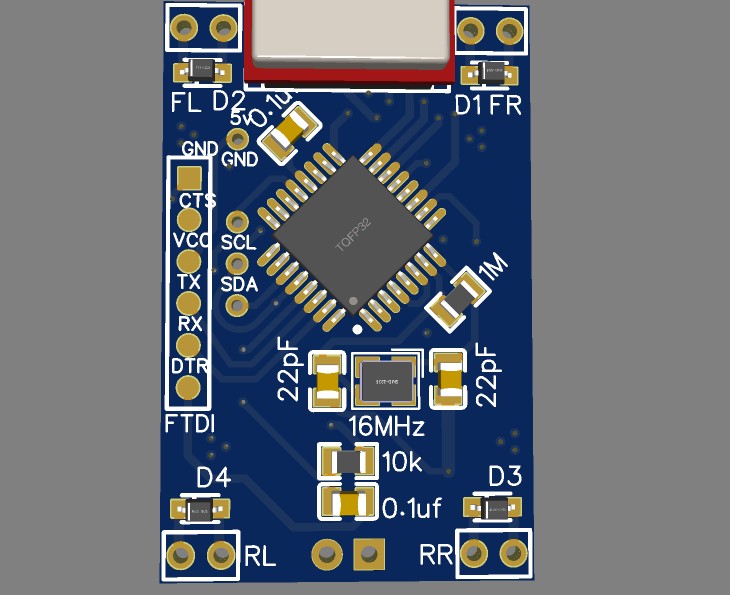 FL D2
D1 FR
0.1u
5v
GND
GND
CTS
VCC
SCL
SDA
TX
RX
DTR
FTDI
TQFP32
1M
22pF
22pF
16MHz
10k
0.1uf
D4
D3
RL
RR